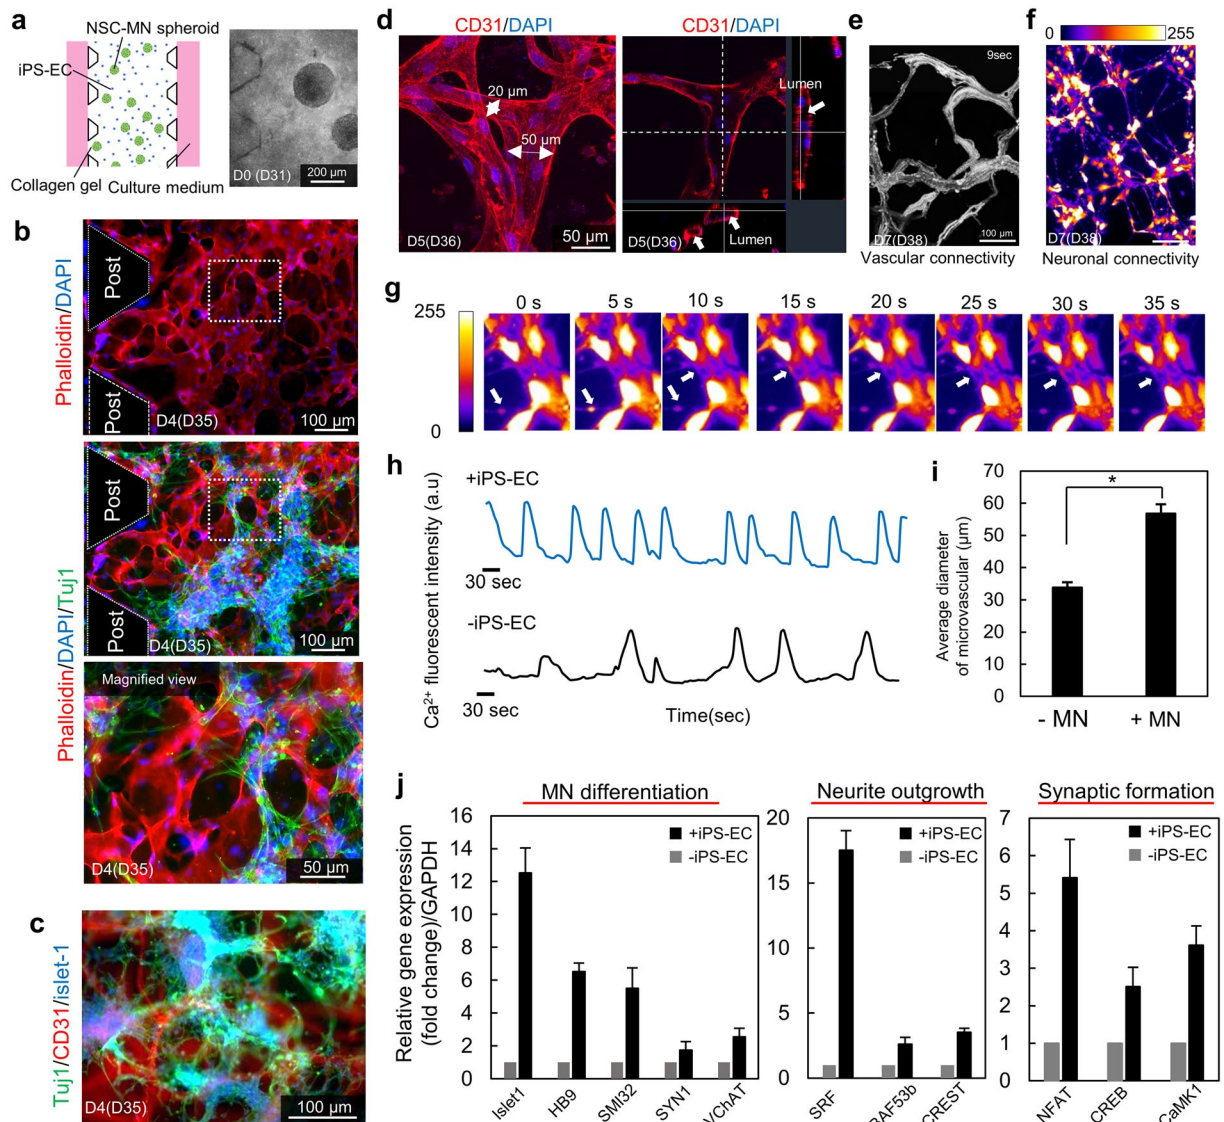 a
NSC-MN spheroid
iPS-EC
Collagen gel
Culture medium
D0 (D31)
200 µm
b
Phalloidin/DAPI
Post
Post
D4(D35)
100 µm
Phalloidin/DAPI/Tuj1
Post
Post
D4(D35)
100 µm
Magnified view
D4(D35)
50 µm
c
Tuj1/CD31/islet-1
D4(D35)
100 µm
d
CD31/DAPI
20 µm
50 µm
D5(D36)
50 µm
CD31/DAPI
Lumen
D5(D36)
Lumen
e
9sec
D7(D38)
100 µm
Vascular connectivity
f
0
255
D7(D38)
Neuronal connectivity
g
255
0
0 s
5 s
10 s
15 s
20 s
25 s
30 s
35 s
h
Ca²⁺ fluorescent intensity (a.u)
+iPS-EC
30 sec
-iPS-EC
30 sec
Time(sec)
i
Average diameter
of microvascular (µm)
70
60
50
40
30
20
10
0
*
- MN
+ MN
j
Relative gene expression
(fold change)/GAPDH
MN differentiation
16
14
12
10
8
6
4
2
0
+iPS-EC
-iPS-EC
Islet1
HB9
SMI32
SYN1
VChAT
Neurite outgrowth
20
15
10
5
0
+iPS-EC
-iPS-EC
SRF
BAF53b
CREST
Synaptic formation
7
6
5
4
3
2
1
0
+iPS-EC
-iPS-EC
NFAT
CREB
CaMK1